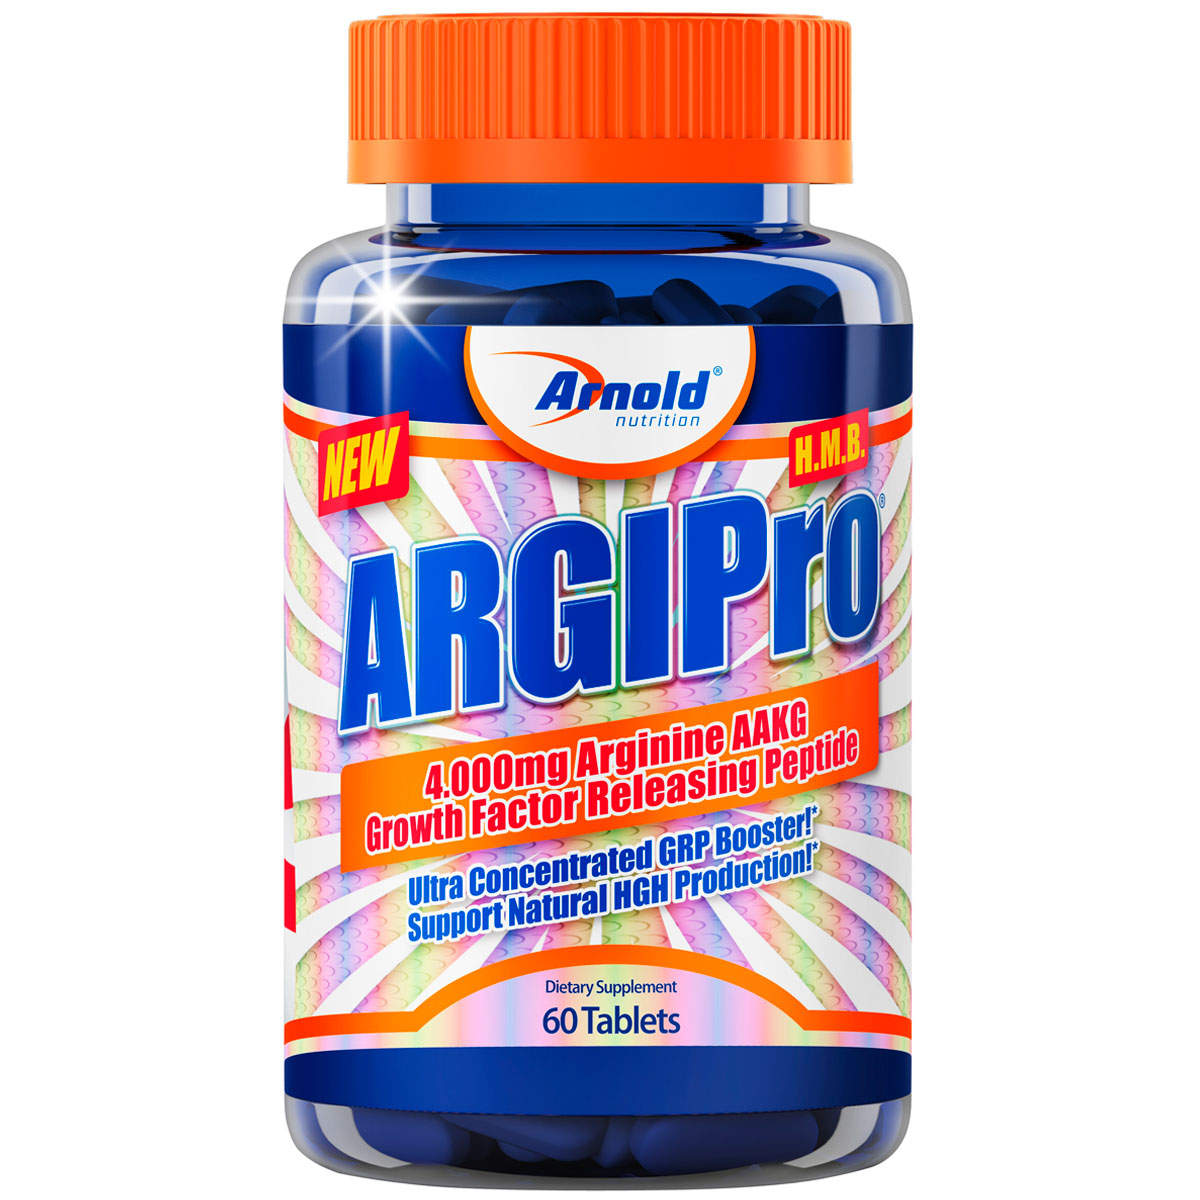 Arnold®
nutrition
NEW
H.M.B.
ARGIPro®
4.000mg Arginine AAKG
Growth Factor Releasing Peptide
Ultra Concentrated GRP Booster!*
Support Natural HGH Production!*
Dietary Supplement
60 Tablets